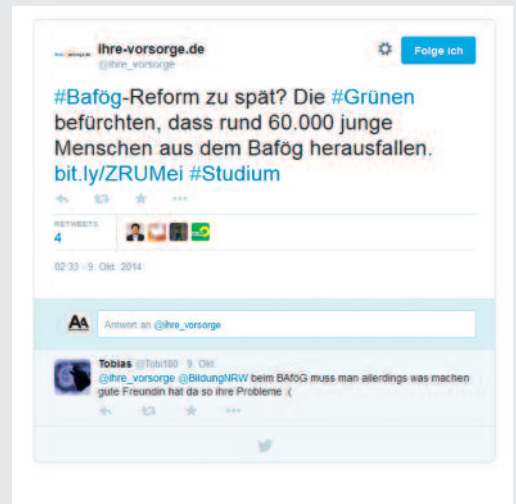 ihre-vorsorge.de
@ihre_vorsorge
Folge ich
#Bafög-Reform zu spät? Die #Grünen
befürchten, dass rund 60.000 junge
Menschen aus dem Bafög herausfallen.
bit.ly/ZRUMei #Studium
RETWEETS
4
02:33 - 9. Okt. 2014
AA
Antwort an @ihre_vorsorge
Tobias @Tobi180 · 9. Okt
@ihre_vorsorge @BildungNRW beim BAföG muss man allerdings was machen
gute Freundin hat da so ihre Probleme :(